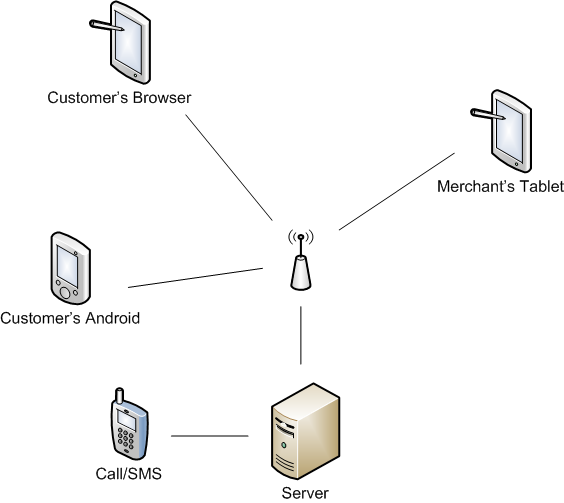 Customer's Browser
Merchant's Tablet
Customer's Android
Call/SMS
Server